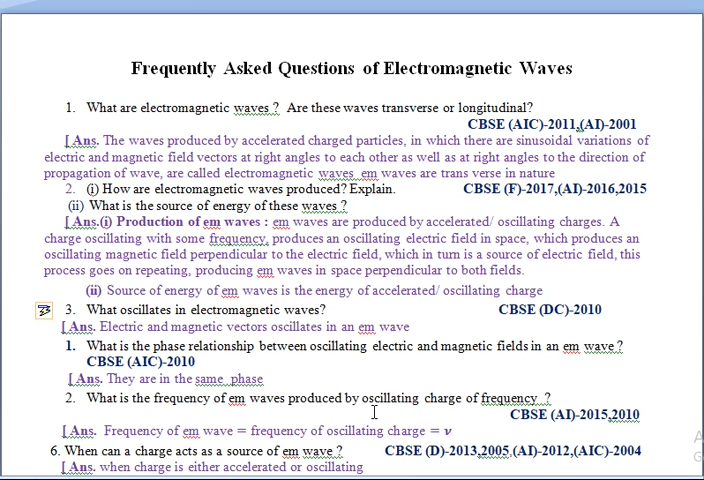 Frequently Asked Questions of Electromagnetic Waves
1. What are electromagnetic waves ? Are these waves transverse or longitudinal?
CBSE (AIC)-2011,(AI)-2001
[ Ans. The waves produced by accelerated charged particles, in which there are sinusoidal variations of
electric and magnetic field vectors at right angles to each other as well as at right angles to the direction of
propagation of wave, are called electromagnetic waves em waves are trans verse in nature
2. (i) How are electromagnetic waves produced? Explain. CBSE (F)-2017,(AI)-2016,2015
(ii) What is the source of energy of these waves ?
[ Ans.(i) Production of em waves : em waves are produced by accelerated/ oscillating charges. A
charge oscillating with some frequency, produces an oscillating electric field in space, which produces an
oscillating magnetic field perpendicular to the electric field, which in turn is a source of electric field, this
process goes on repeating, producing em waves in space perpendicular to both fields.
(ii) Source of energy of em waves is the energy of accelerated/ oscillating charge
3. What oscillates in electromagnetic waves? CBSE (DC)-2010
[ Ans. Electric and magnetic vectors oscillates in an em wave
1. What is the phase relationship between oscillating electric and magnetic fields in an em wave ?
CBSE (AIC)-2010
[ Ans. They are in the same phase
2. What is the frequency of em waves produced by oscillating charge of frequency ?
CBSE (AI)-2015,2010
[ Ans. Frequency of em wave = frequency of oscillating charge = ν
6. When can a charge acts as a source of em wave ? CBSE (D)-2013,2005,(AI)-2012,(AIC)-2004
[ Ans. when charge is either accelerated or oscillating